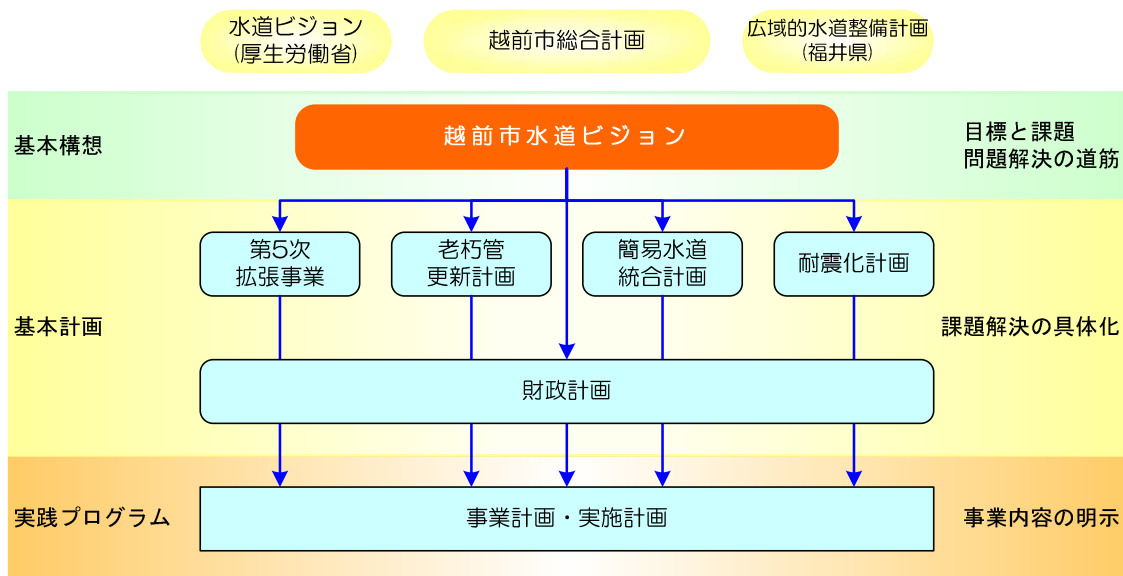 水道ビジョン
(厚生労働省)
越前市総合計画
広域的水道整備計画
(福井県)
基本構想
越前市水道ビジョン
目標と課題
問題解決の道筋
第5次
拡張事業
老朽管
更新計画
簡易水道
統合計画
耐震化計画
基本計画
課題解決の具体化
財政計画
実践プログラム
事業計画・実施計画
事業内容の明示